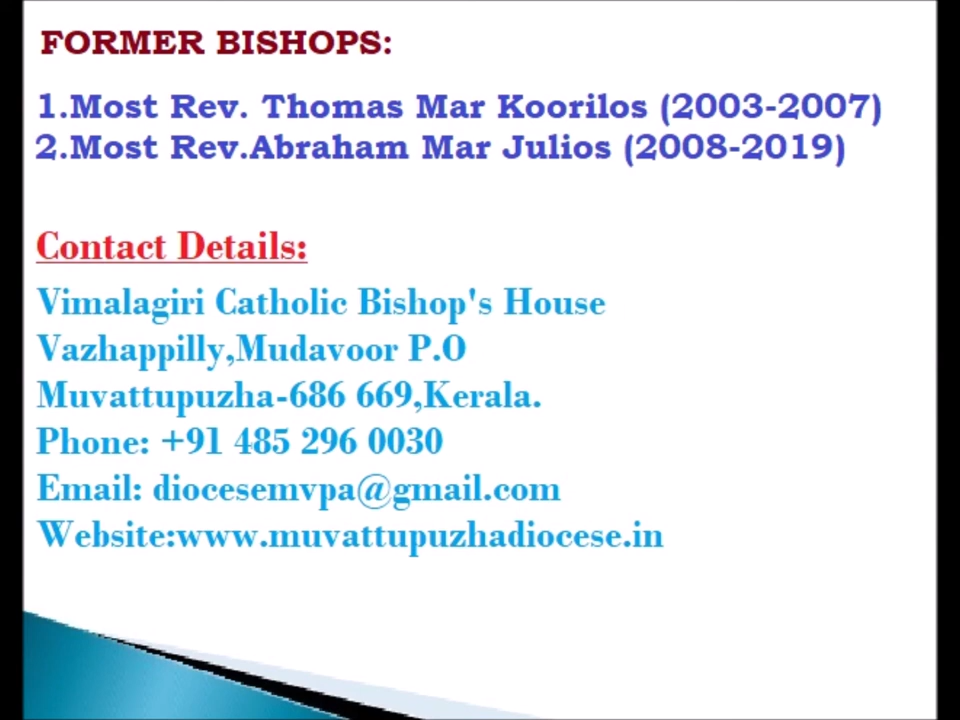 FORMER BISHOPS:
1.Most Rev. Thomas Mar Koorilos (2003-2007)
2.Most Rev.Abraham Mar Julios (2008-2019)
Contact Details:
Vimalagiri Catholic Bishop's House
Vazhappilly,Mudavoor P.O
Muvattupuzha-686 669,Kerala.
Phone: +91 485 296 0030
Email: diocesemvpa@gmail.com
Website:www.muvattupuzhadiocese.in